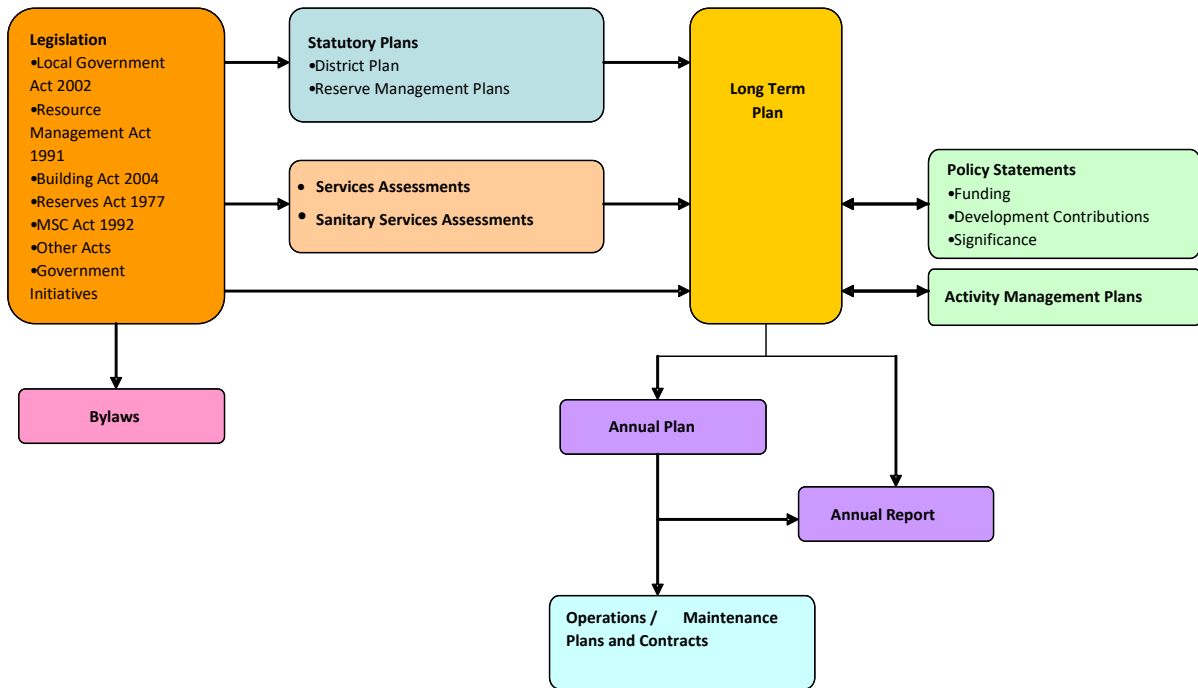 Legislation
•Local Government
Act 2002
•Resource
Management Act
1991
•Building Act 2004
•Reserves Act 1977
•MSC Act 1992
•Other Acts
•Government
Initiatives
Statutory Plans
•District Plan
•Reserve Management Plans
• Services Assessments
• Sanitary Services Assessments
Long Term
Plan
Policy Statements
•Funding
•Development Contributions
•Significance
Activity Management Plans
Bylaws
Annual Plan
Annual Report
Operations / Maintenance
Plans and Contracts